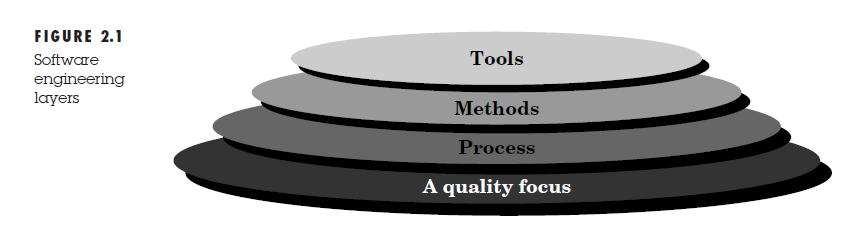 FIGURE 2.1
Software
engineering
layers
Tools
Methods
Process
A quality focus